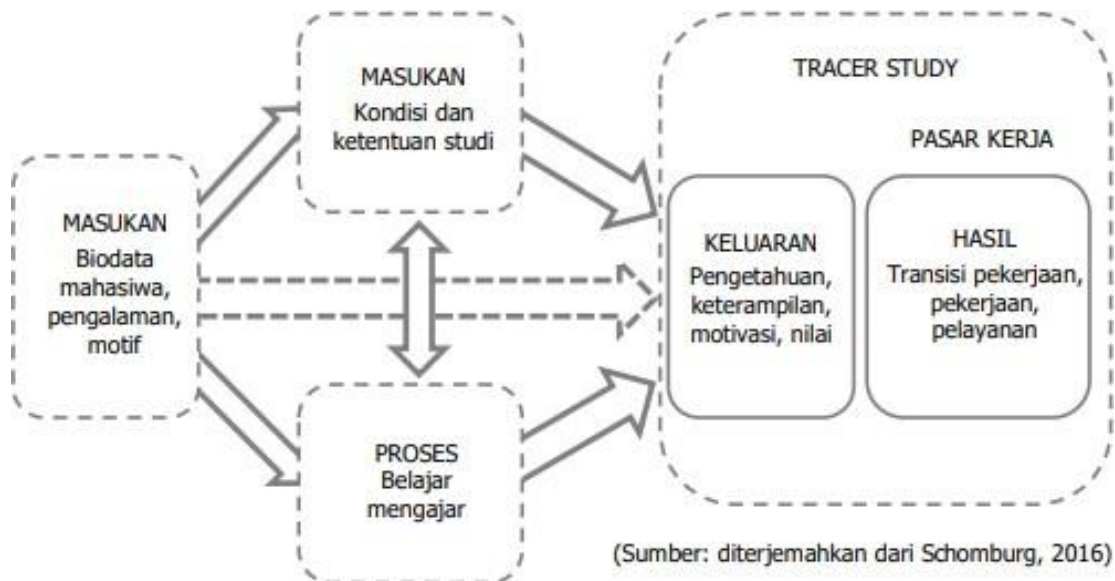 MASUKAN
Biodata
mahasiwa,
pengalaman,
motif
MASUKAN
Kondisi dan
ketentuan studi
PROSES
Belajar
mengajar
TRACER STUDY
PASAR KERJA
KELUARAN
Pengetahuan,
keterampilan,
motivasi, nilai
HASIL
Transisi pekerjaan,
pekerjaan,
pelayanan
(Sumber: diterjemahkan dari Schomburg, 2016)